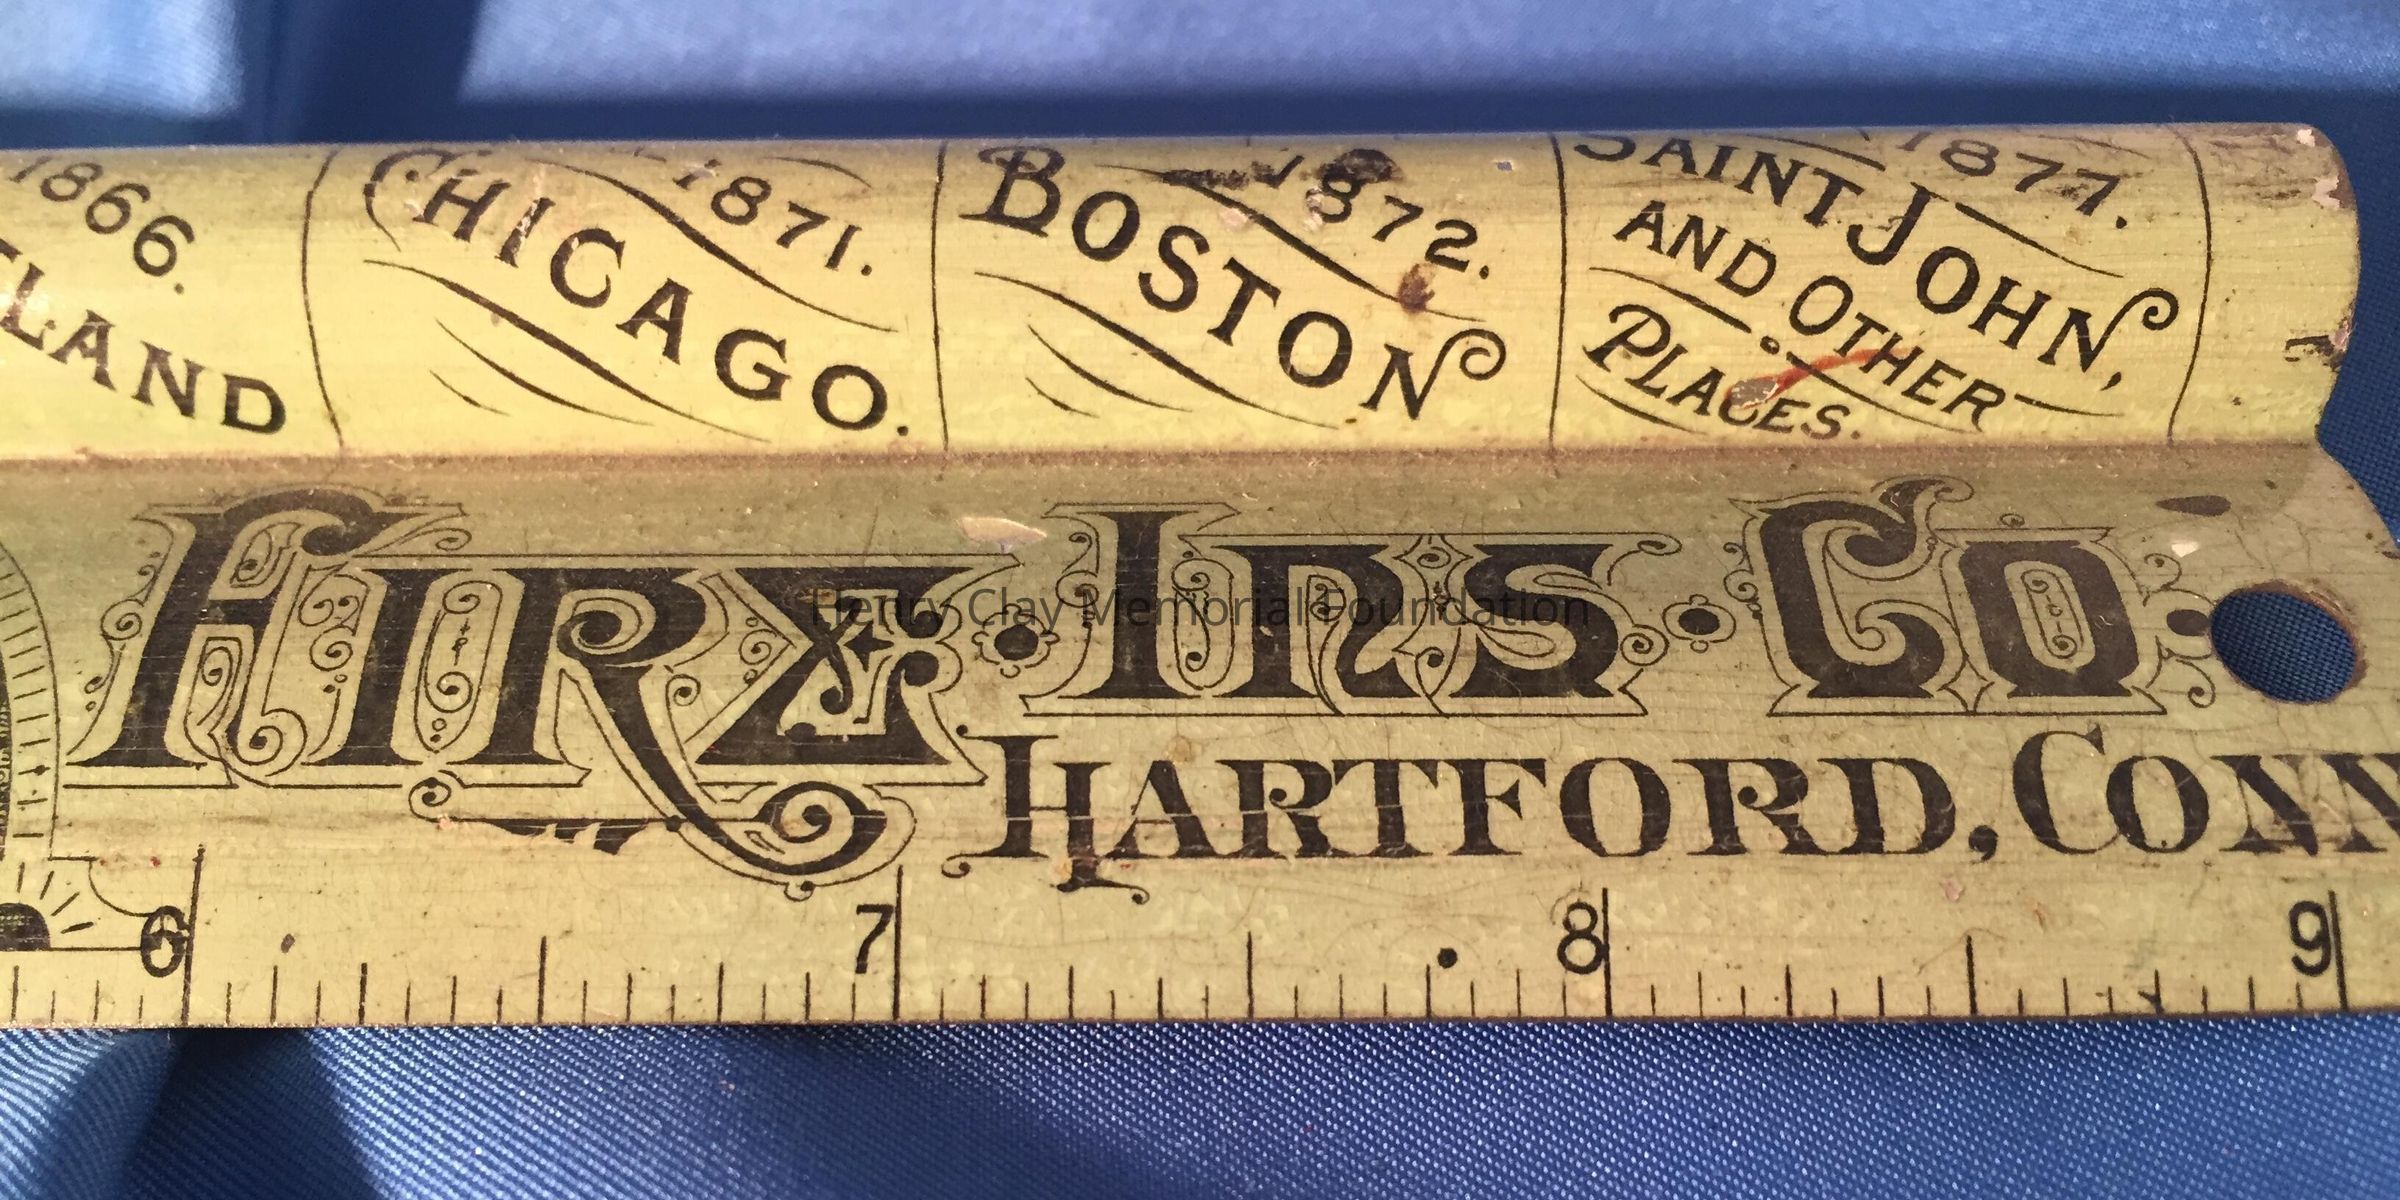 1866.
TLAND
1871.
CHICAGO.
1872.
BOSTON
1877.
SAINT JOHN,
AND OTHER
PLACES.
FIRE INS CO
HARTFORD, CONN
6 7 8 9
Henry Clay Memorial Foundation